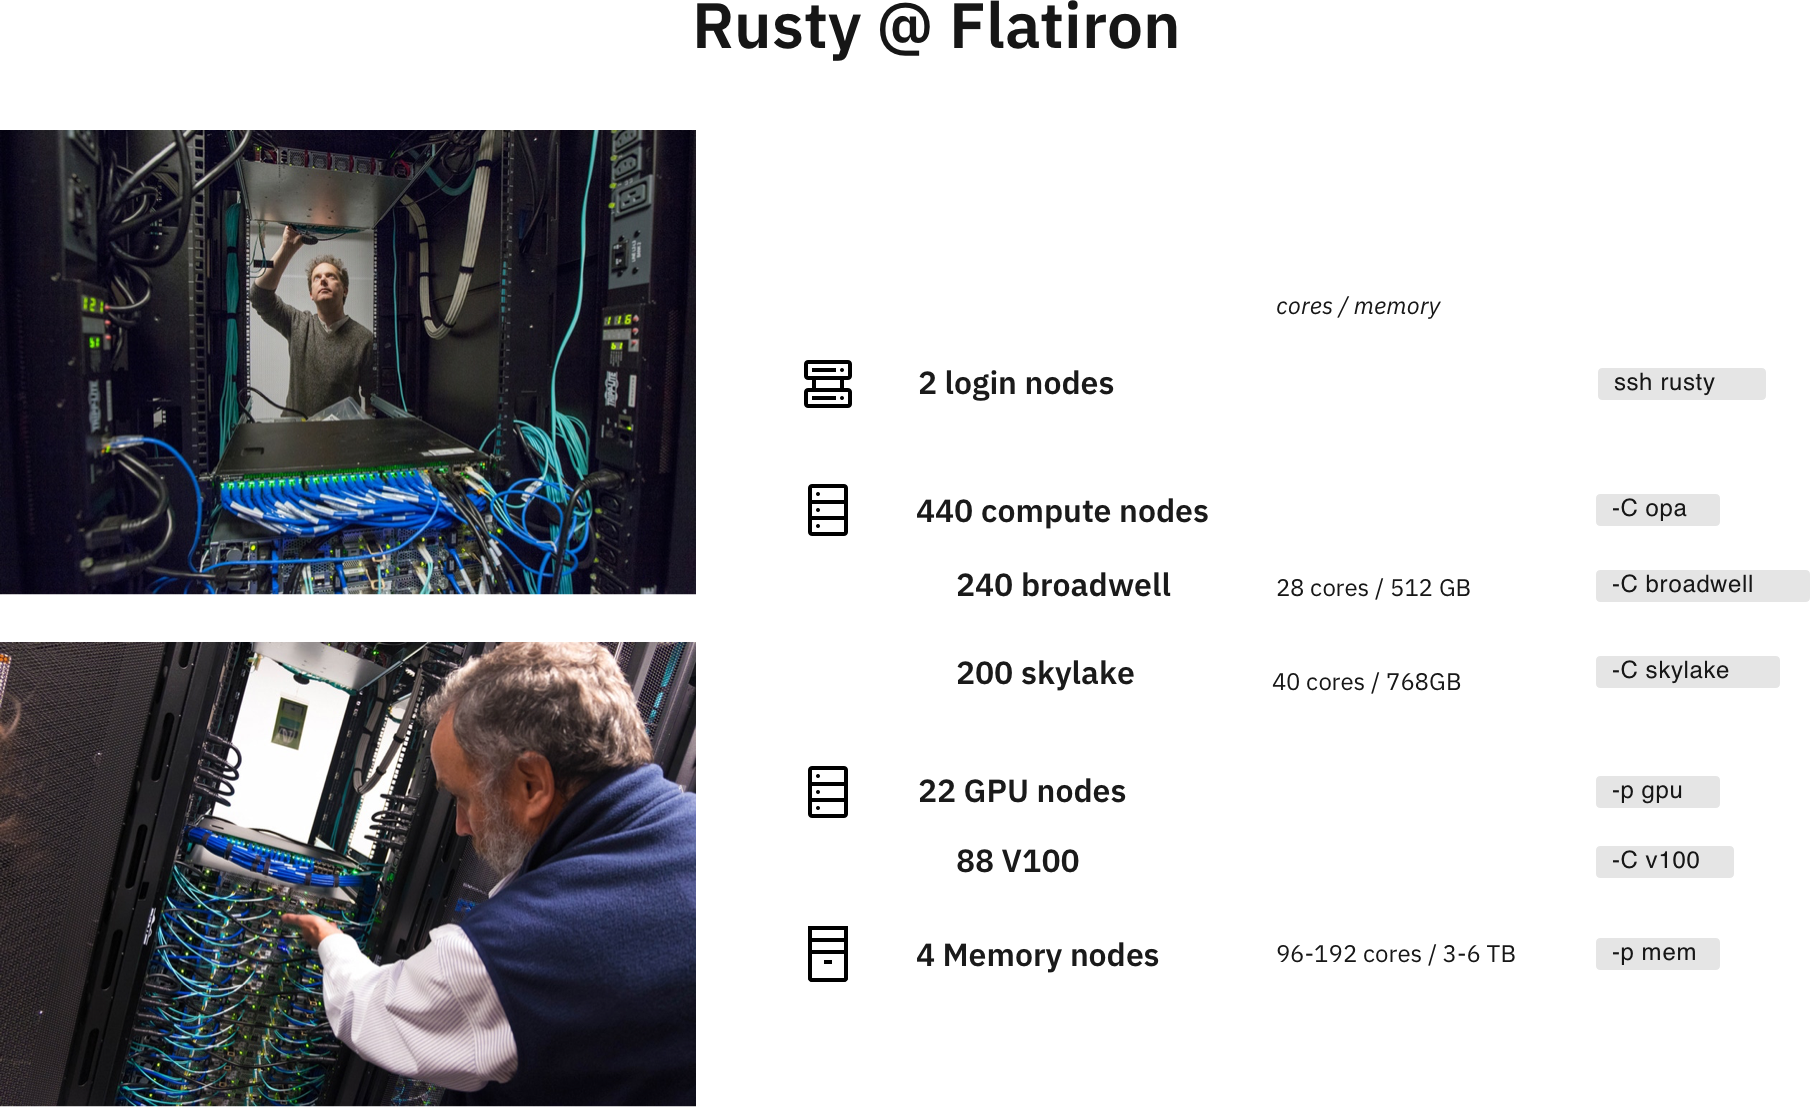 Rusty @ Flatiron
cores / memory
2 login nodes
ssh rusty
440 compute nodes
-C opa
240 broadwell
28 cores / 512 GB
-C broadwell
200 skylake
40 cores / 768GB
-C skylake
22 GPU nodes
-p gpu
88 V100
-C v100
4 Memory nodes
96-192 cores / 3-6 TB
-p mem